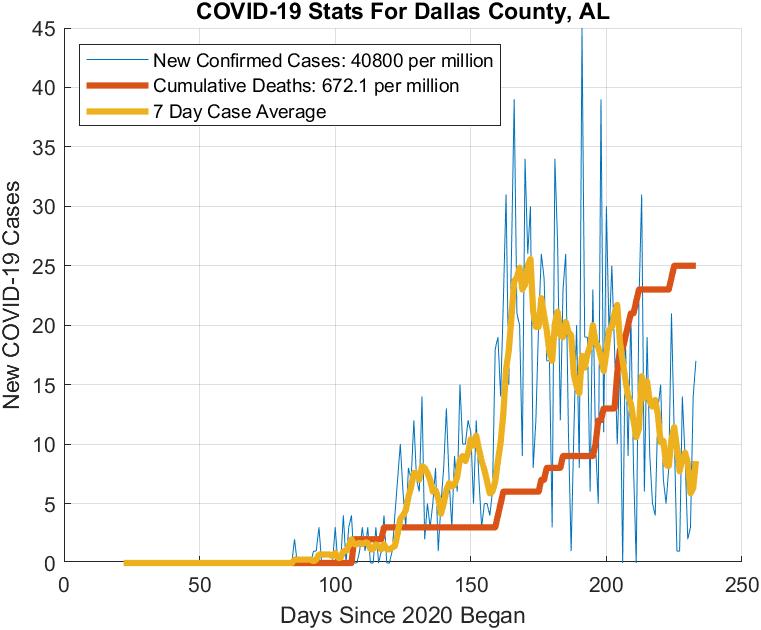 COVID-19 Stats For Dallas County, AL
45
40
35
30
25
20
15
10
5
0
New COVID-19 Cases
New Confirmed Cases: 40800 per million
Cumulative Deaths: 672.1 per million
7 Day Case Average
0 50 100 150 200 250
Days Since 2020 Began